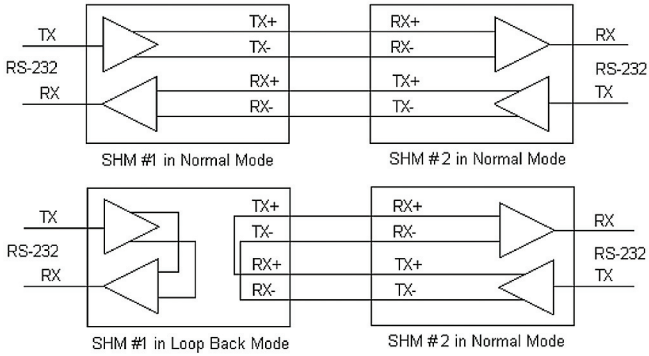 TX TX+ RX+ RX
TX- RX-
RS-232 RS-232
RX+ TX+
RX RX- TX- TX
SHM #1 in Normal Mode SHM #2 in Normal Mode
TX TX+ RX+ RX
TX- RX-
RS-232 RS-232
RX RX+ TX+ TX
RX- TX-
SHM #1 in Loop Back Mode SHM #2 in Normal Mode